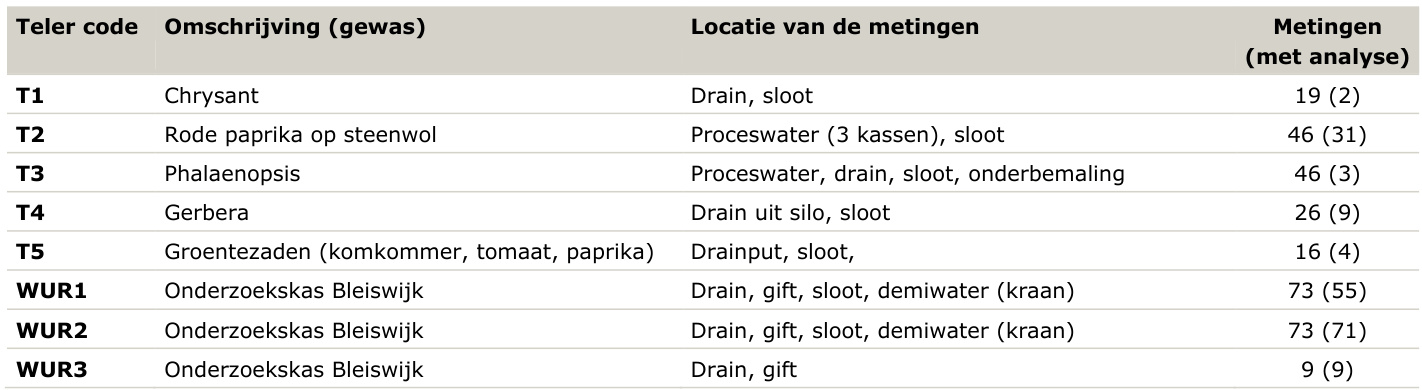 Teler code Omschrijving (gewas) Locatie van de metingen Metingen
(met analyse)
T1 Chrysant Drain, sloot 19 (2)
T2 Rode paprika op steenwol Proceswater (3 kassen), sloot 46 (31)
T3 Phalaenopsis Proceswater, drain, sloot, onderbemaling 46 (3)
T4 Gerbera Drain uit silo, sloot 26 (9)
T5 Groentezaden (komkommer, tomaat, paprika) Drainput, sloot, 16 (4)
WUR1 Onderzoekskas Bleiswijk Drain, gift, sloot, demiwater (kraan) 73 (55)
WUR2 Onderzoekskas Bleiswijk Drain, gift, sloot, demiwater (kraan) 73 (71)
WUR3 Onderzoekskas Bleiswijk Drain, gift 9 (9)